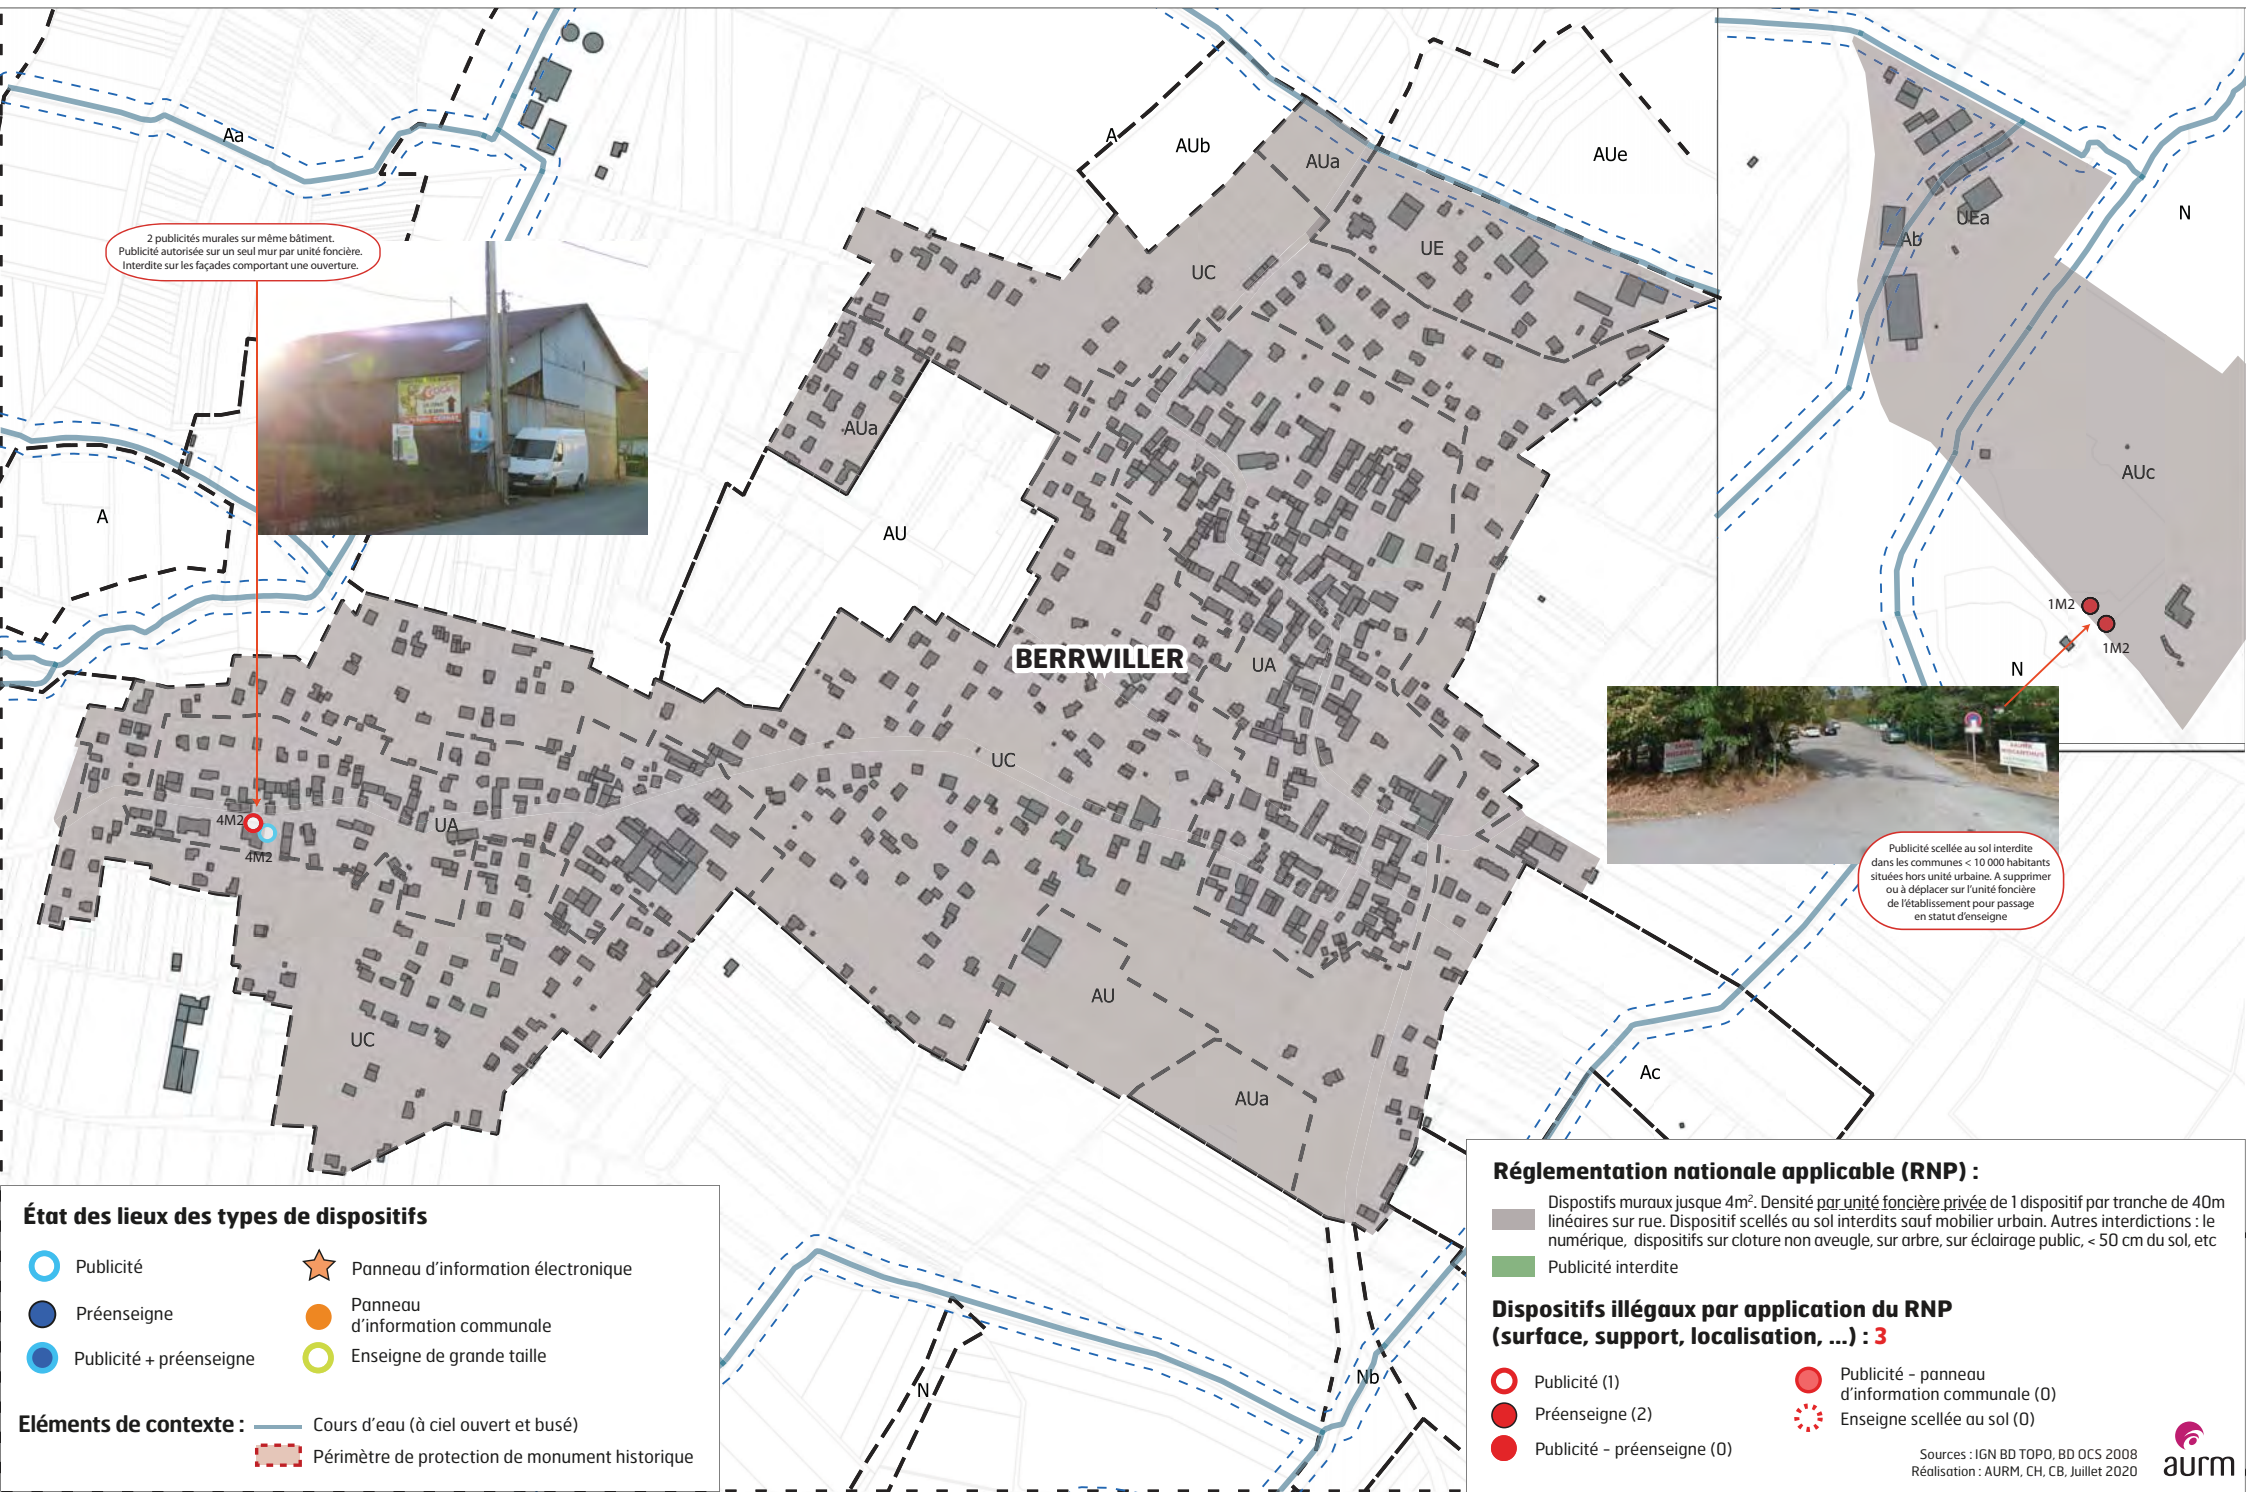 Aa
A
AUb
AUa
AUe
N
UEa
Ab
UE
UC
2 publicités murales sur même bâtiment.
Publicité autorisée sur un seul mur par unité foncière.
Interdite sur les façades comportant une ouverture.
AUa
AUc
A
AU
1M2
1M2
N
BERRWILLER
UA
UC
4M2
4M2
UA
Publicité scellée au sol interdite
dans les communes < 10 000 habitants
situées hors unité urbaine. A supprimer
ou à déplacer sur l'unité foncière
de l'établissement pour passage
en statut d'enseigne
AU
UC
AUa
Ac
N
Nb
État des lieux des types de dispositifs
Publicité
Préenseigne
Publicité + préenseigne
Panneau d'information électronique
Panneau
d'information communale
Enseigne de grande taille
Eléments de contexte :
Cours d'eau (à ciel ouvert et busé)
Périmètre de protection de monument historique
Réglementation nationale applicable (RNP) :
Dispostifs muraux jusque 4m². Densité par unité foncière privée de 1 dispositif par tranche de 40m
linéaires sur rue. Dispositif scellés au sol interdits sauf mobilier urbain. Autres interdictions : le
numérique, dispositifs sur cloture non aveugle, sur arbre, sur éclairage public, < 50 cm du sol, etc
Publicité interdite
Dispositifs illégaux par application du RNP
(surface, support, localisation, ...) : 3
Publicité (1)
Préenseigne (2)
Publicité - préenseigne (0)
Publicité - panneau
d'information communale (0)
Enseigne scellée au sol (0)
Sources : IGN BD TOPO, BD OCS 2008
Réalisation : AURM, CH, CB, Juillet 2020
aurm